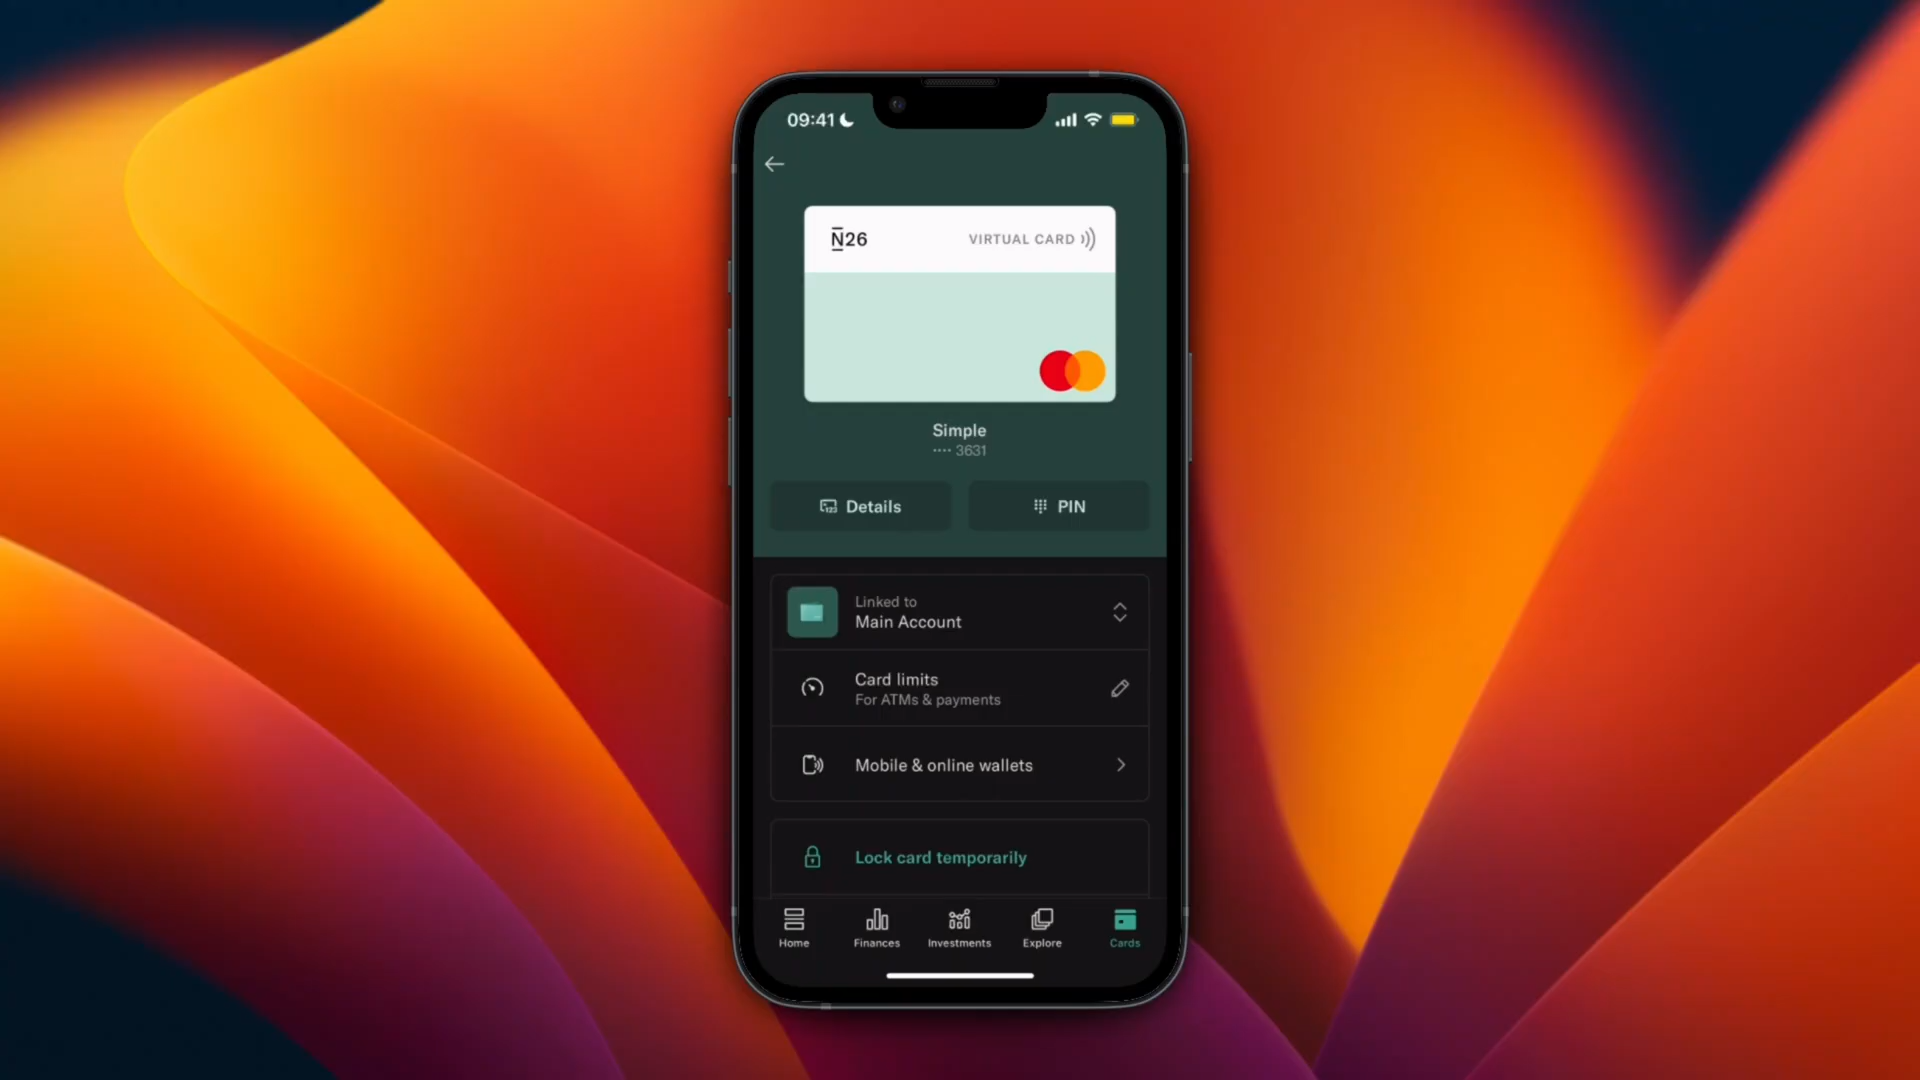 09:41
N26
VIRTUAL CARD
Simple
···· 3631
Details
PIN
Linked to
Main Account
Card limits
For ATMs & payments
Mobile & online wallets
Lock card temporarily
Home
Finances
Investments
Explore
Cards